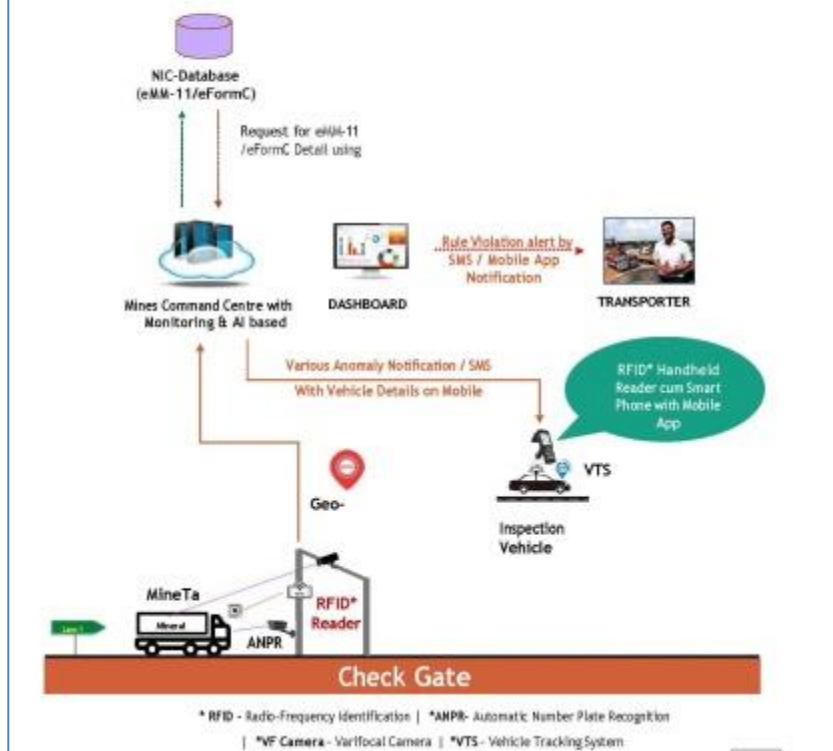 NIC-Database
(eMM-11/eFormC)
Request for eMM-11
/eFormC Detail using
Mines Command Centre with
Monitoring & AI based
DASHBOARD
Rule Violation alert by
SMS / Mobile App
Notification
TRANSPORTER
Various Anomaly Notification / SMS
With Vehicle Details on Mobile
RFID* Handheld
Reader cum Smart
Phone with Mobile
App
VTS
Inspection
Vehicle
Geo-
MineTa
Mineral
RFID*
Reader
ANPR
Check Gate
* RFID - Radio-Frequency Identification | *ANPR- Automatic Number Plate Recognition
| *VF Camera - Varifocal Camera | *VTS - Vehicle Tracking System